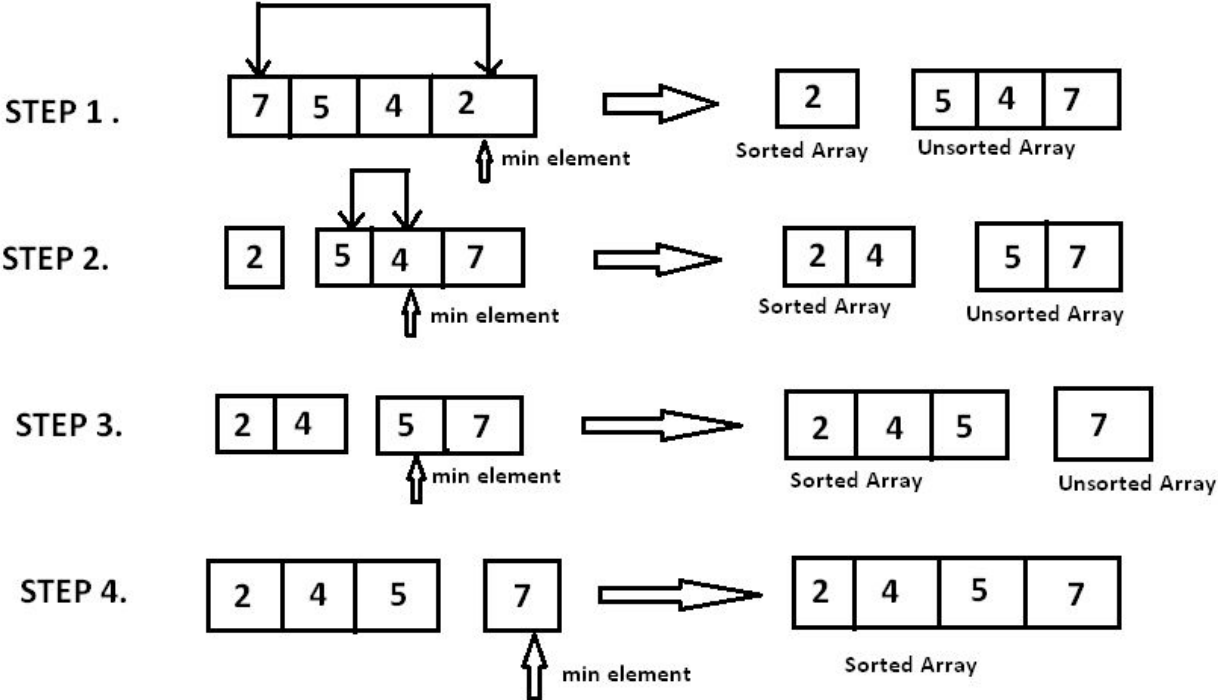 STEP 1 .
7 5 4 2
min element
2
Sorted Array
5 4 7
Unsorted Array
STEP 2.
2
5 4 7
min element
2 4
Sorted Array
5 7
Unsorted Array
STEP 3.
2 4
5 7
min element
2 4 5
Sorted Array
7
Unsorted Array
STEP 4.
2 4 5
7
min element
2 4 5 7
Sorted Array